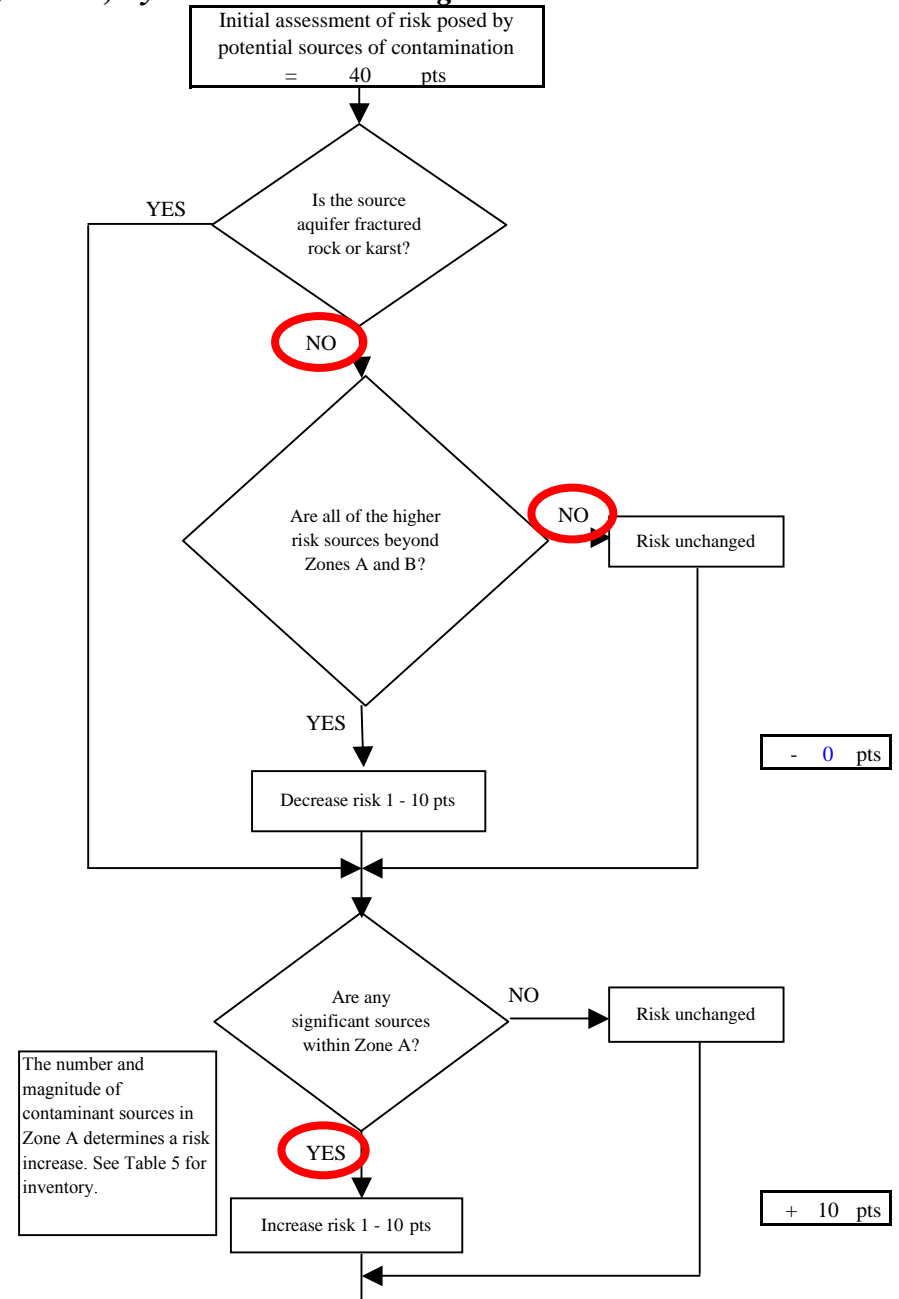 Initial assessment of risk posed by
potential sources of contamination
= 40 pts
YES
Is the source
aquifer fractured
rock or karst?
NO
Are all of the higher
risk sources beyond
Zones A and B?
NO
Risk unchanged
YES
- 0 pts
Decrease risk 1 - 10 pts
Are any
significant sources
within Zone A?
NO
Risk unchanged
The number and
magnitude of
contaminant sources in
Zone A determines a risk
increase. See Table 5 for
inventory.
YES
Increase risk 1 - 10 pts
+ 10 pts